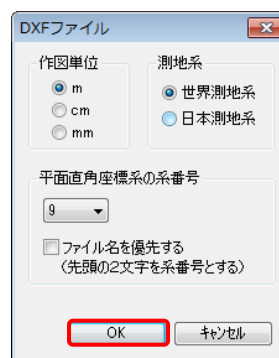 DXFファイル
作図単位
m
cm
mm
測地系
世界測地系
日本測地系
平面直角座標系の系番号
9
ファイル名を優先する
(先頭の2文字を系番号とする)
OK
キャンセル